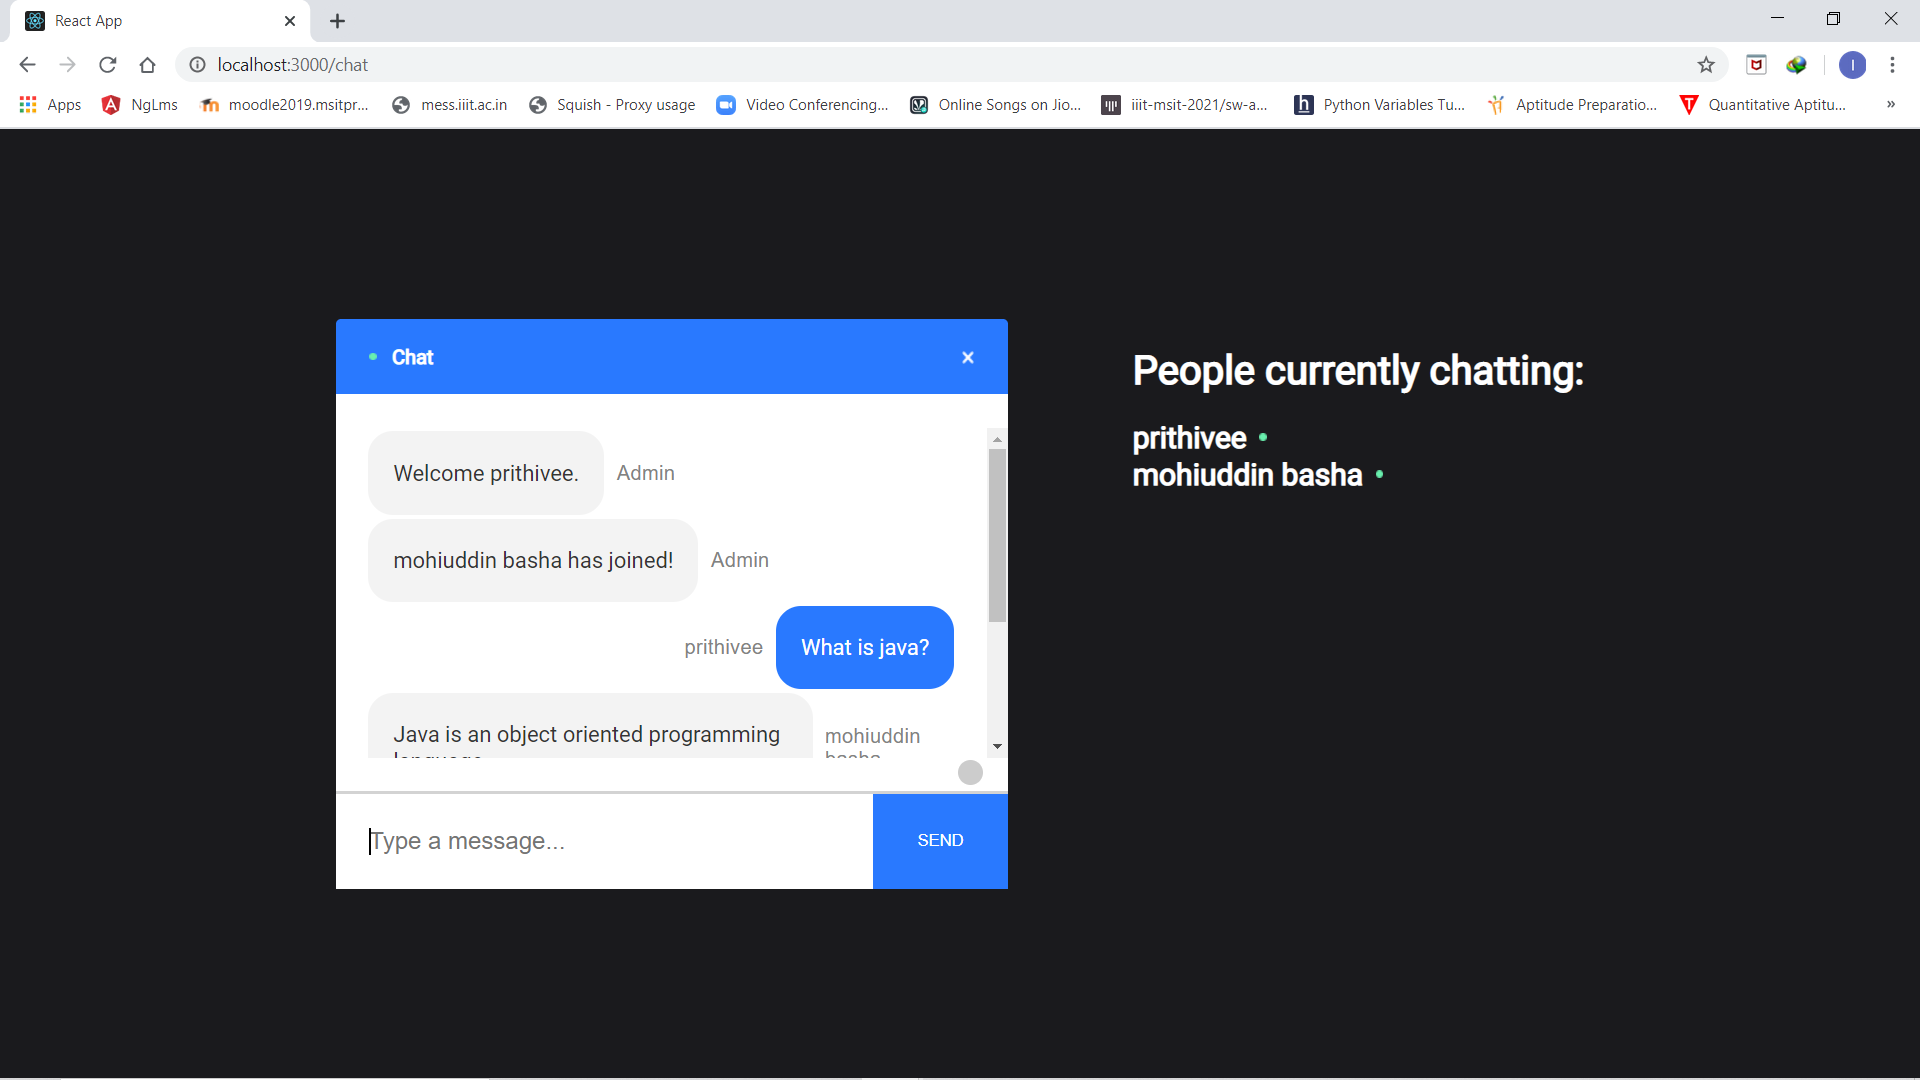 React App
localhost:3000/chat
I
Apps
NgLms
moodle2019.msitpr...
mess.iiit.ac.in
Squish - Proxy usage
Video Conferencing...
Online Songs on Jio...
iiit-msit-2021/sw-a...
Python Variables Tu...
Aptitude Preparatio...
Quantitative Aptitu...
»
Chat
People currently chatting:
prithivee
mohiuddin basha
Welcome prithivee. Admin
mohiuddin basha has joined! Admin
prithivee What is java?
Java is an object oriented programming mohiuddin
Type a message...
SEND